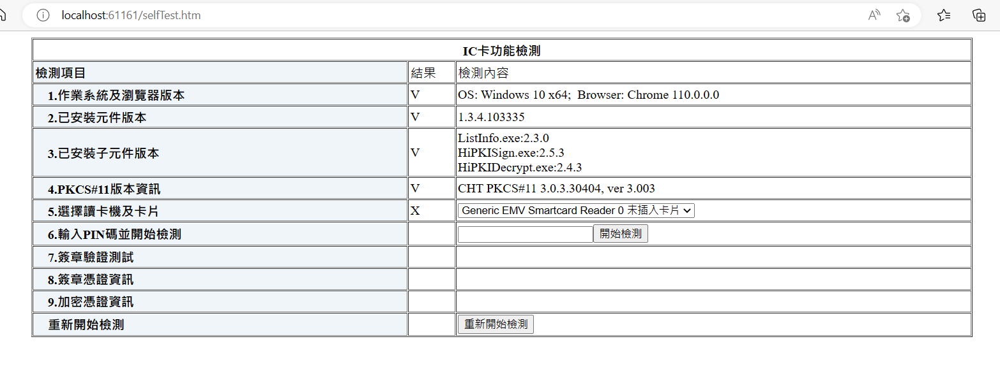 localhost:61161/selfTest.htm
IC卡功能檢測
檢測項目 結果 檢測內容
1.作業系統及瀏覽器版本 V OS: Windows 10 x64; Browser: Chrome 110.0.0.0
2.已安裝元件版本 V 1.3.4.103335
3.已安裝子元件版本 V ListInfo.exe:2.3.0
HiPKISign.exe:2.5.3
HiPKIDecrypt.exe:2.4.3
4.PKCS#11版本資訊 V CHT PKCS#11 3.0.3.30404, ver 3.003
5.選擇讀卡機及卡片 X Generic EMV Smartcard Reader 0 未插入卡片
6.輸入PIN碼並開始檢測 開始檢測
7.簽章驗證測試
8.簽章憑證資訊
9.加密憑證資訊
重新開始檢測 重新開始檢測